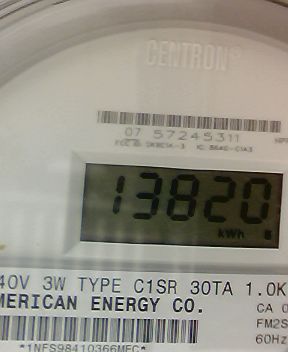 CENTRON®
07 57245311
13820
kWh
40V 3W TYPE C1SR 30TA 1.0K
MERICAN ENERGY CO.
CA 0
FM2S
60Hz
*1NFS98410366MFC*